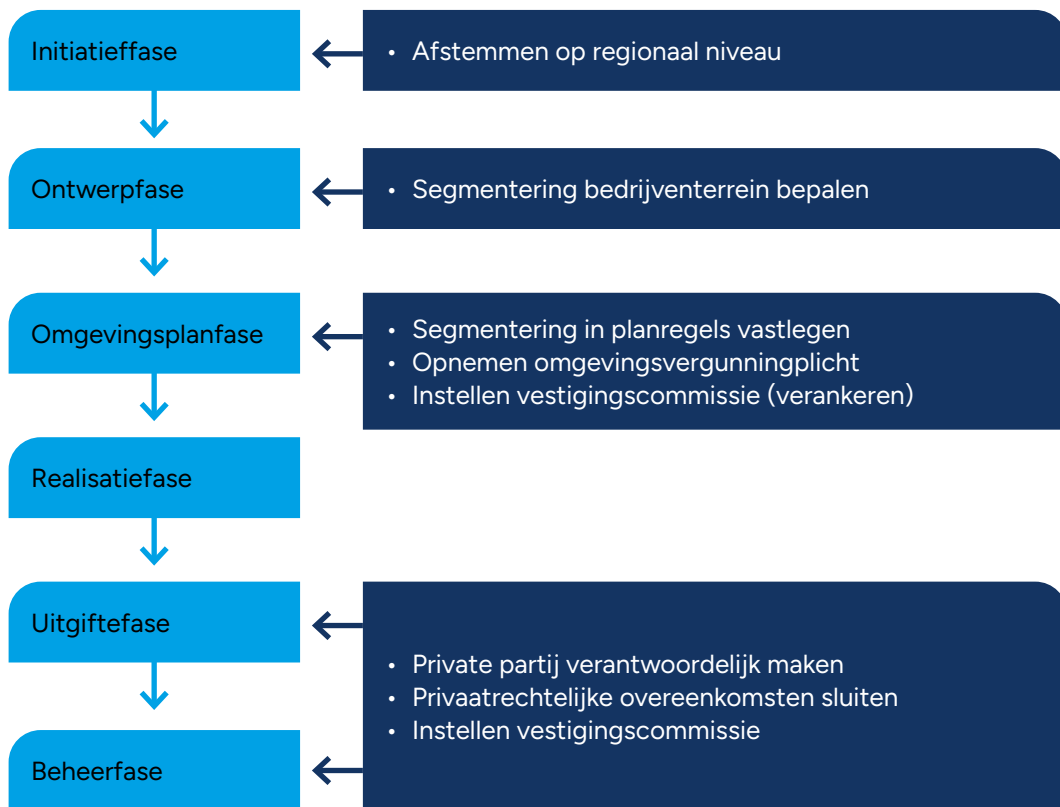 Initiatieffase
• Afstemmen op regionaal niveau
Ontwerpfase
• Segmentering bedrijventerrein bepalen
Omgevingsplanfase
• Segmentering in planregels vastleggen
• Opnemen omgevingsvergunningplicht
• Instellen vestigingscommissie (verankeren)
Realisatiefase
Uitgiftefase
• Private partij verantwoordelijk maken
• Privaatrechtelijke overeenkomsten sluiten
• Instellen vestigingscommissie
Beheerfase